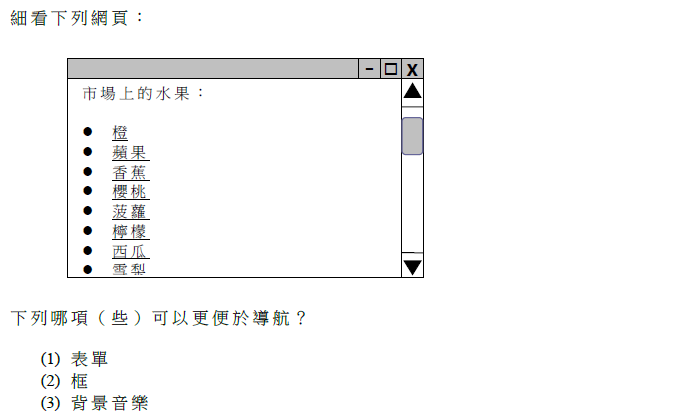 細看下列網頁：
X
市場上的水果：
● 橙
● 蘋果
● 香蕉
● 櫻桃
● 菠蘿
● 檸檬
● 西瓜
● 雪梨
下列哪項（些）可以更便於導航？
(1) 表單
(2) 框
(3) 背景音樂